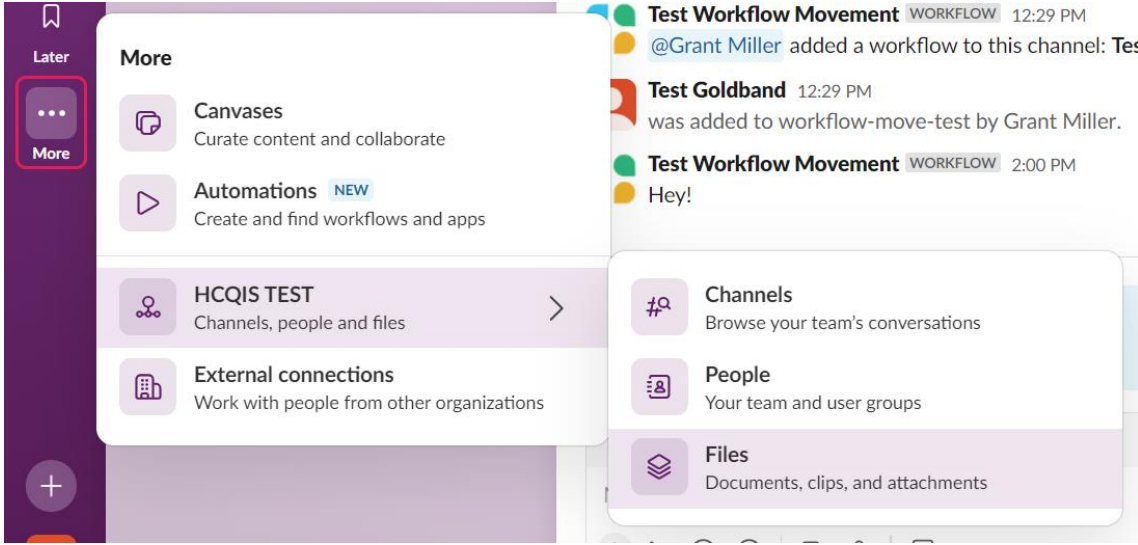 Later
More
More
Canvases
Curate content and collaborate
Automations NEW
Create and find workflows and apps
HCQIS TEST
Channels, people and files
External connections
Work with people from other organizations
Test Workflow Movement WORKFLOW 12:29 PM
@Grant Miller added a workflow to this channel: Tes
Test Goldband 12:29 PM
was added to workflow-move-test by Grant Miller.
Test Workflow Movement WORKFLOW 2:00 PM
Hey!
Channels
Browse your team's conversations
People
Your team and user groups
Files
Documents, clips, and attachments